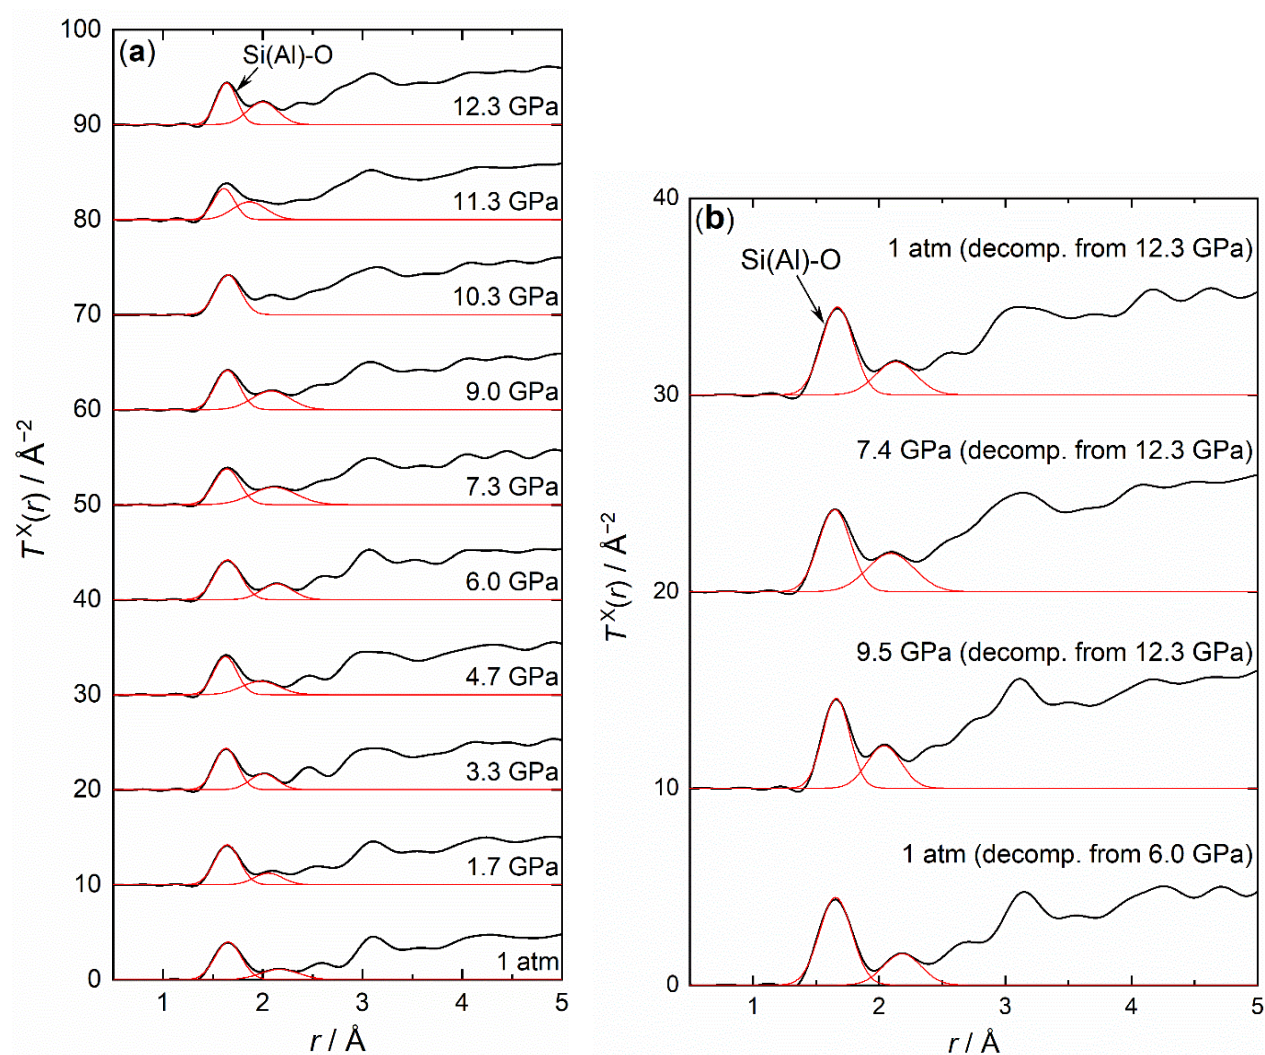 (a)
Si(Al)-O
100
90
80
70
60
50
40
30
20
10
0
12.3 GPa
11.3 GPa
10.3 GPa
9.0 GPa
7.3 GPa
6.0 GPa
4.7 GPa
3.3 GPa
1.7 GPa
1 atm
T^X(r) / Å⁻²
1 2 3 4 5
r / Å
(b)
Si(Al)-O
40
30
20
10
0
1 atm (decomp. from 12.3 GPa)
7.4 GPa (decomp. from 12.3 GPa)
9.5 GPa (decomp. from 12.3 GPa)
1 atm (decomp. from 6.0 GPa)
T^X(r) / Å⁻²
1 2 3 4 5
r / Å